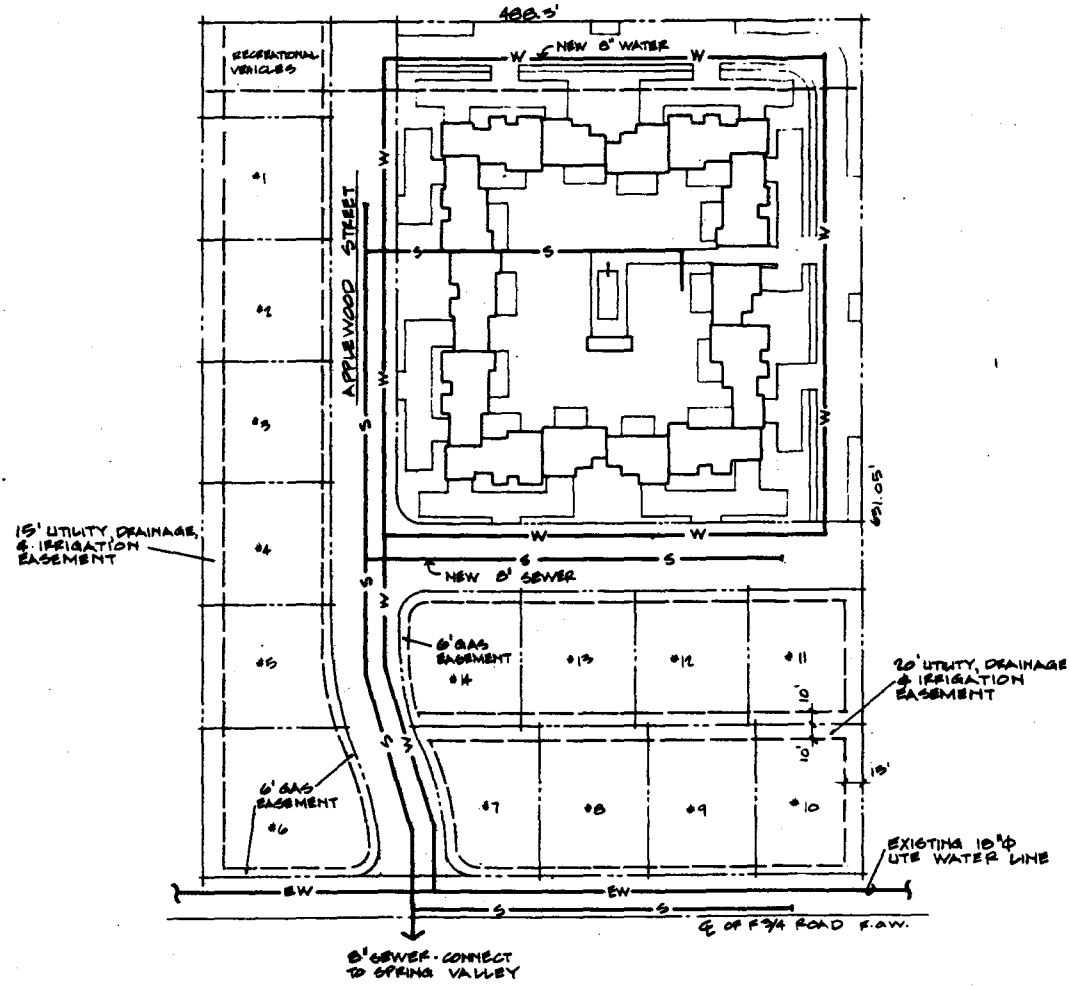 488.3'
RECREATIONAL
VEHICLES
NEW 8" WATER
W
W
W
#1
APPLEWOOD STREET
S
S
W
#2
W
#3
S
W
631.05'
15' UTILITY, DRAINAGE,
& IRRIGATION
EASEMENT
#4
W
W
S
S
NEW 8" SEWER
S
W
6' GAS
EASEMENT
#14
#13
#12
#11
#5
20' UTILITY, DRAINAGE
& IRRIGATION
EASEMENT
10'
10'
15'
S
W
6' GAS
EASEMENT
#6
#7
#8
#9
#10
EXISTING 18"φ
UTE WATER LINE
EW
EW
S
S
℄ OF F 3/4 ROAD R.O.W.
8" SEWER - CONNECT
TO SPRING VALLEY